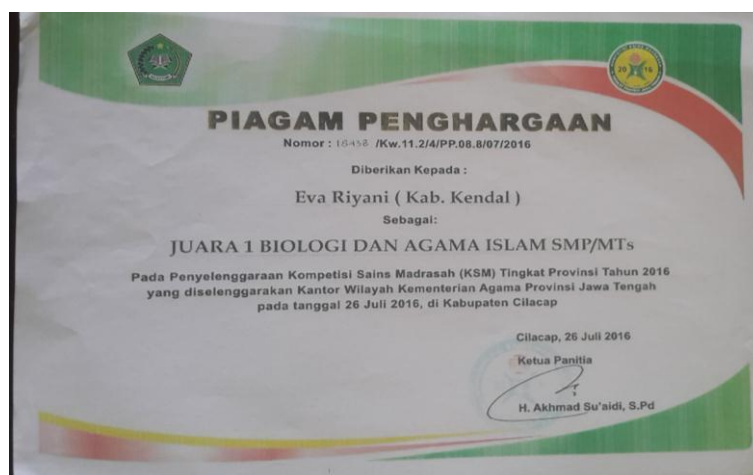 2016
PIAGAM PENGHARGAAN
Nomor : /Kw.11.2/4/PP.08.8/07/2016
Diberikan Kepada :
Eva Riyani ( Kab. Kendal )
Sebagai:
JUARA 1 BIOLOGI DAN AGAMA ISLAM SMP/MTs
Pada Penyelenggaraan Kompetisi Sains Madrasah (KSM) Tingkat Provinsi Tahun 2016
yang diselenggarakan Kantor Wilayah Kementerian Agama Provinsi Jawa Tengah
pada tanggal 26 Juli 2016, di Kabupaten Cilacap
Cilacap, 26 Juli 2016
Ketua Panitia
H. Akhmad Su'aidi, S.Pd